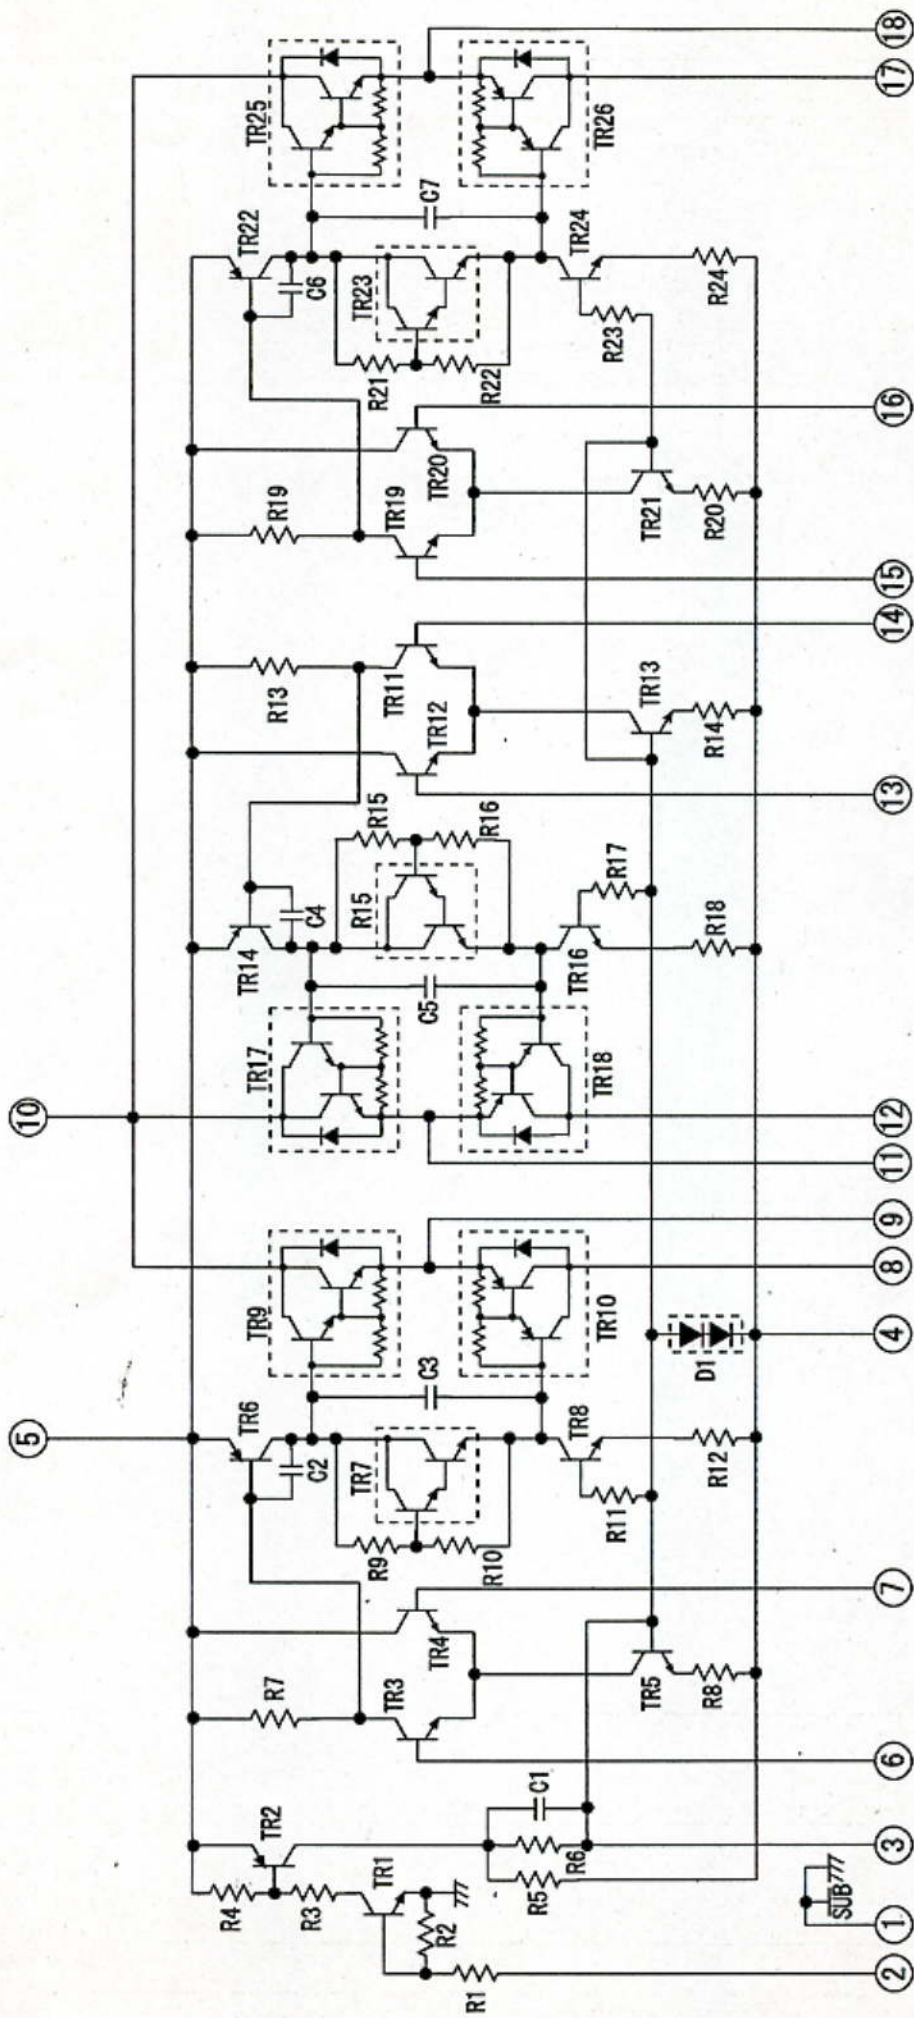 5
10
R4
TR2
R3
TR1
R2
R1
R7
TR3
TR4
TR5
R8
R5
R6
C1
TR6
C2
R9
TR7
R10
R11
TR8
R12
C3
TR9
TR10
D1
TR17
TR18
C5
TR14
C4
R15
R15
R16
TR16
R17
R18
R13
TR11
TR12
TR13
R14
R19
TR19
TR20
TR21
R20
TR22
C6
R21
TR23
R22
R23
TR24
R24
C7
TR25
TR26
SUB
2
1
3
6
7
4
8
9
11
12
13
14
15
16
17
18